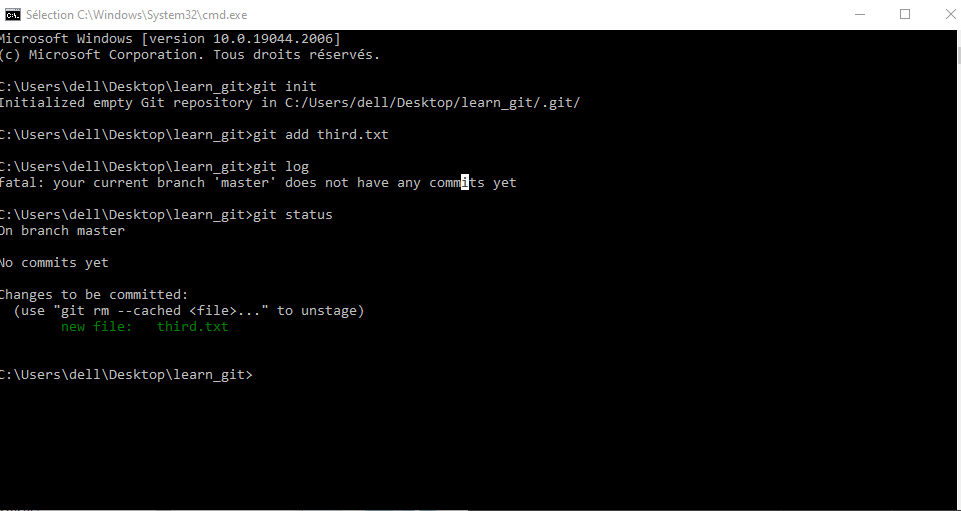 Sélection C:\Windows\System32\cmd.exe
Microsoft Windows [version 10.0.19044.2006]
(c) Microsoft Corporation. Tous droits réservés.
C:\Users\dell\Desktop\learn_git>git init
Initialized empty Git repository in C:/Users/dell/Desktop/learn_git/.git/
C:\Users\dell\Desktop\learn_git>git add third.txt
C:\Users\dell\Desktop\learn_git>git log
fatal: your current branch 'master' does not have any commits yet
C:\Users\dell\Desktop\learn_git>git status
On branch master
No commits yet
Changes to be committed:
  (use "git rm --cached <file>..." to unstage)
        new file:   third.txt
C:\Users\dell\Desktop\learn_git>